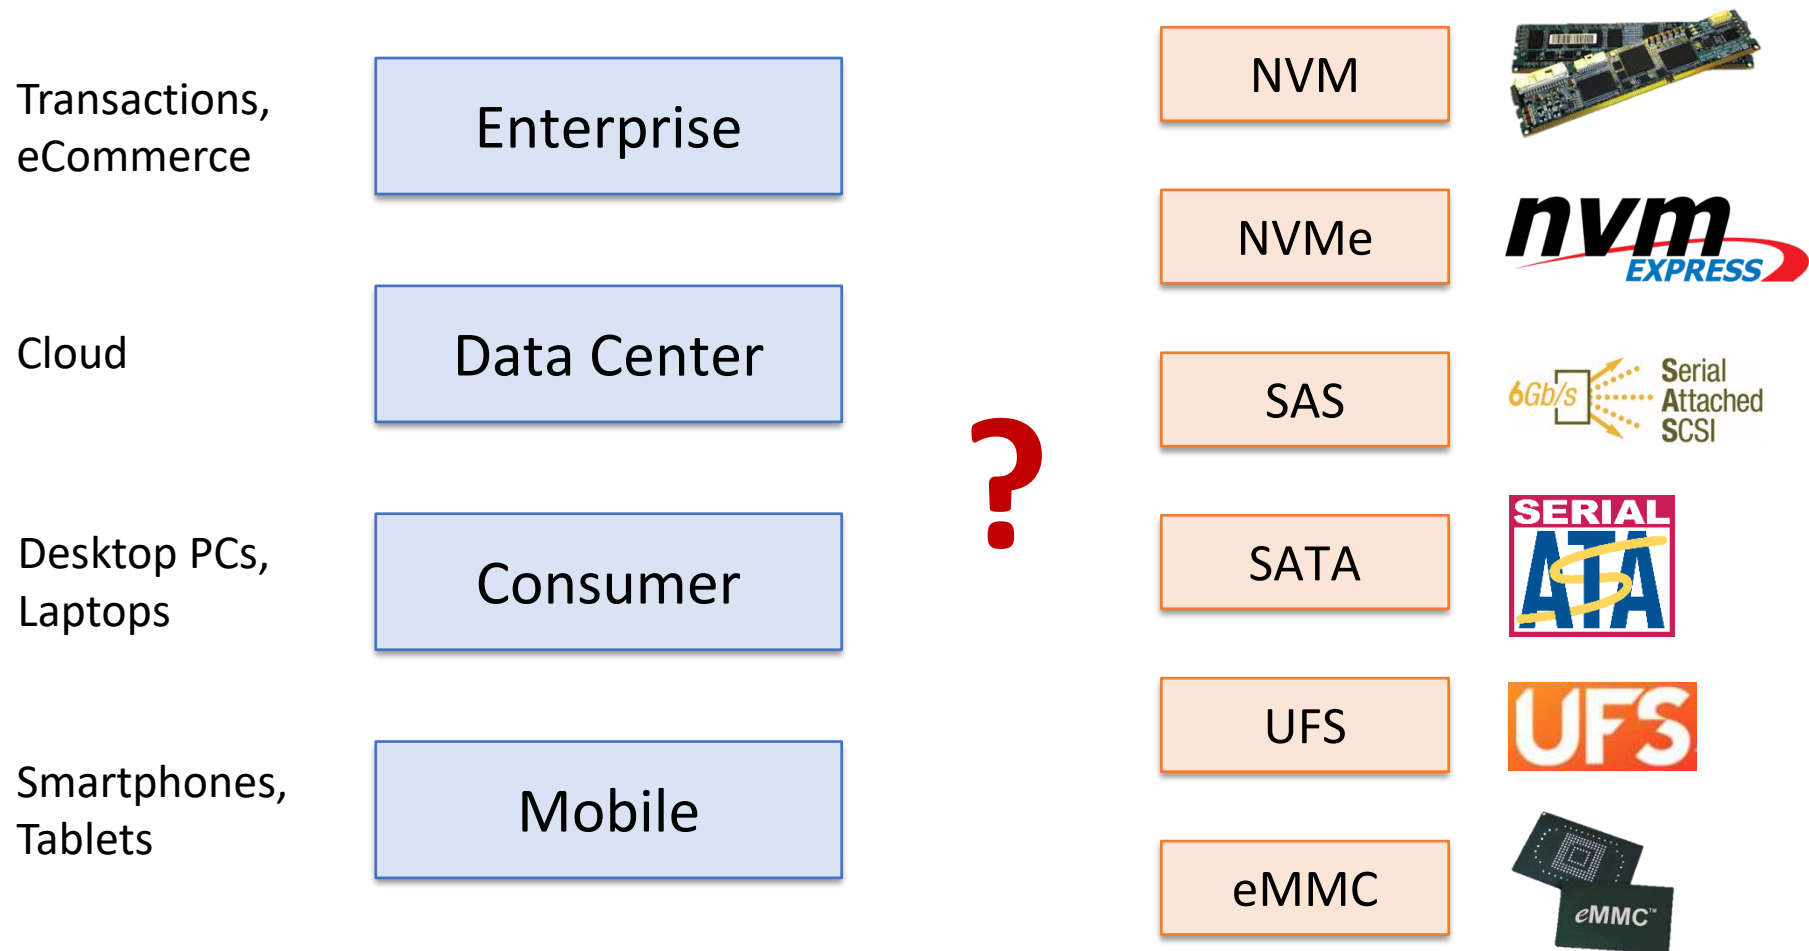 Transactions,
eCommerce
Enterprise
Cloud
Data Center
Desktop PCs,
Laptops
Consumer
Smartphones,
Tablets
Mobile
?
NVM
NVMe
nvm
EXPRESS
SAS
6Gb/s
Serial
Attached
SCSI
SATA
SERIAL
ATA
UFS
UFS
eMMC
eMMC™